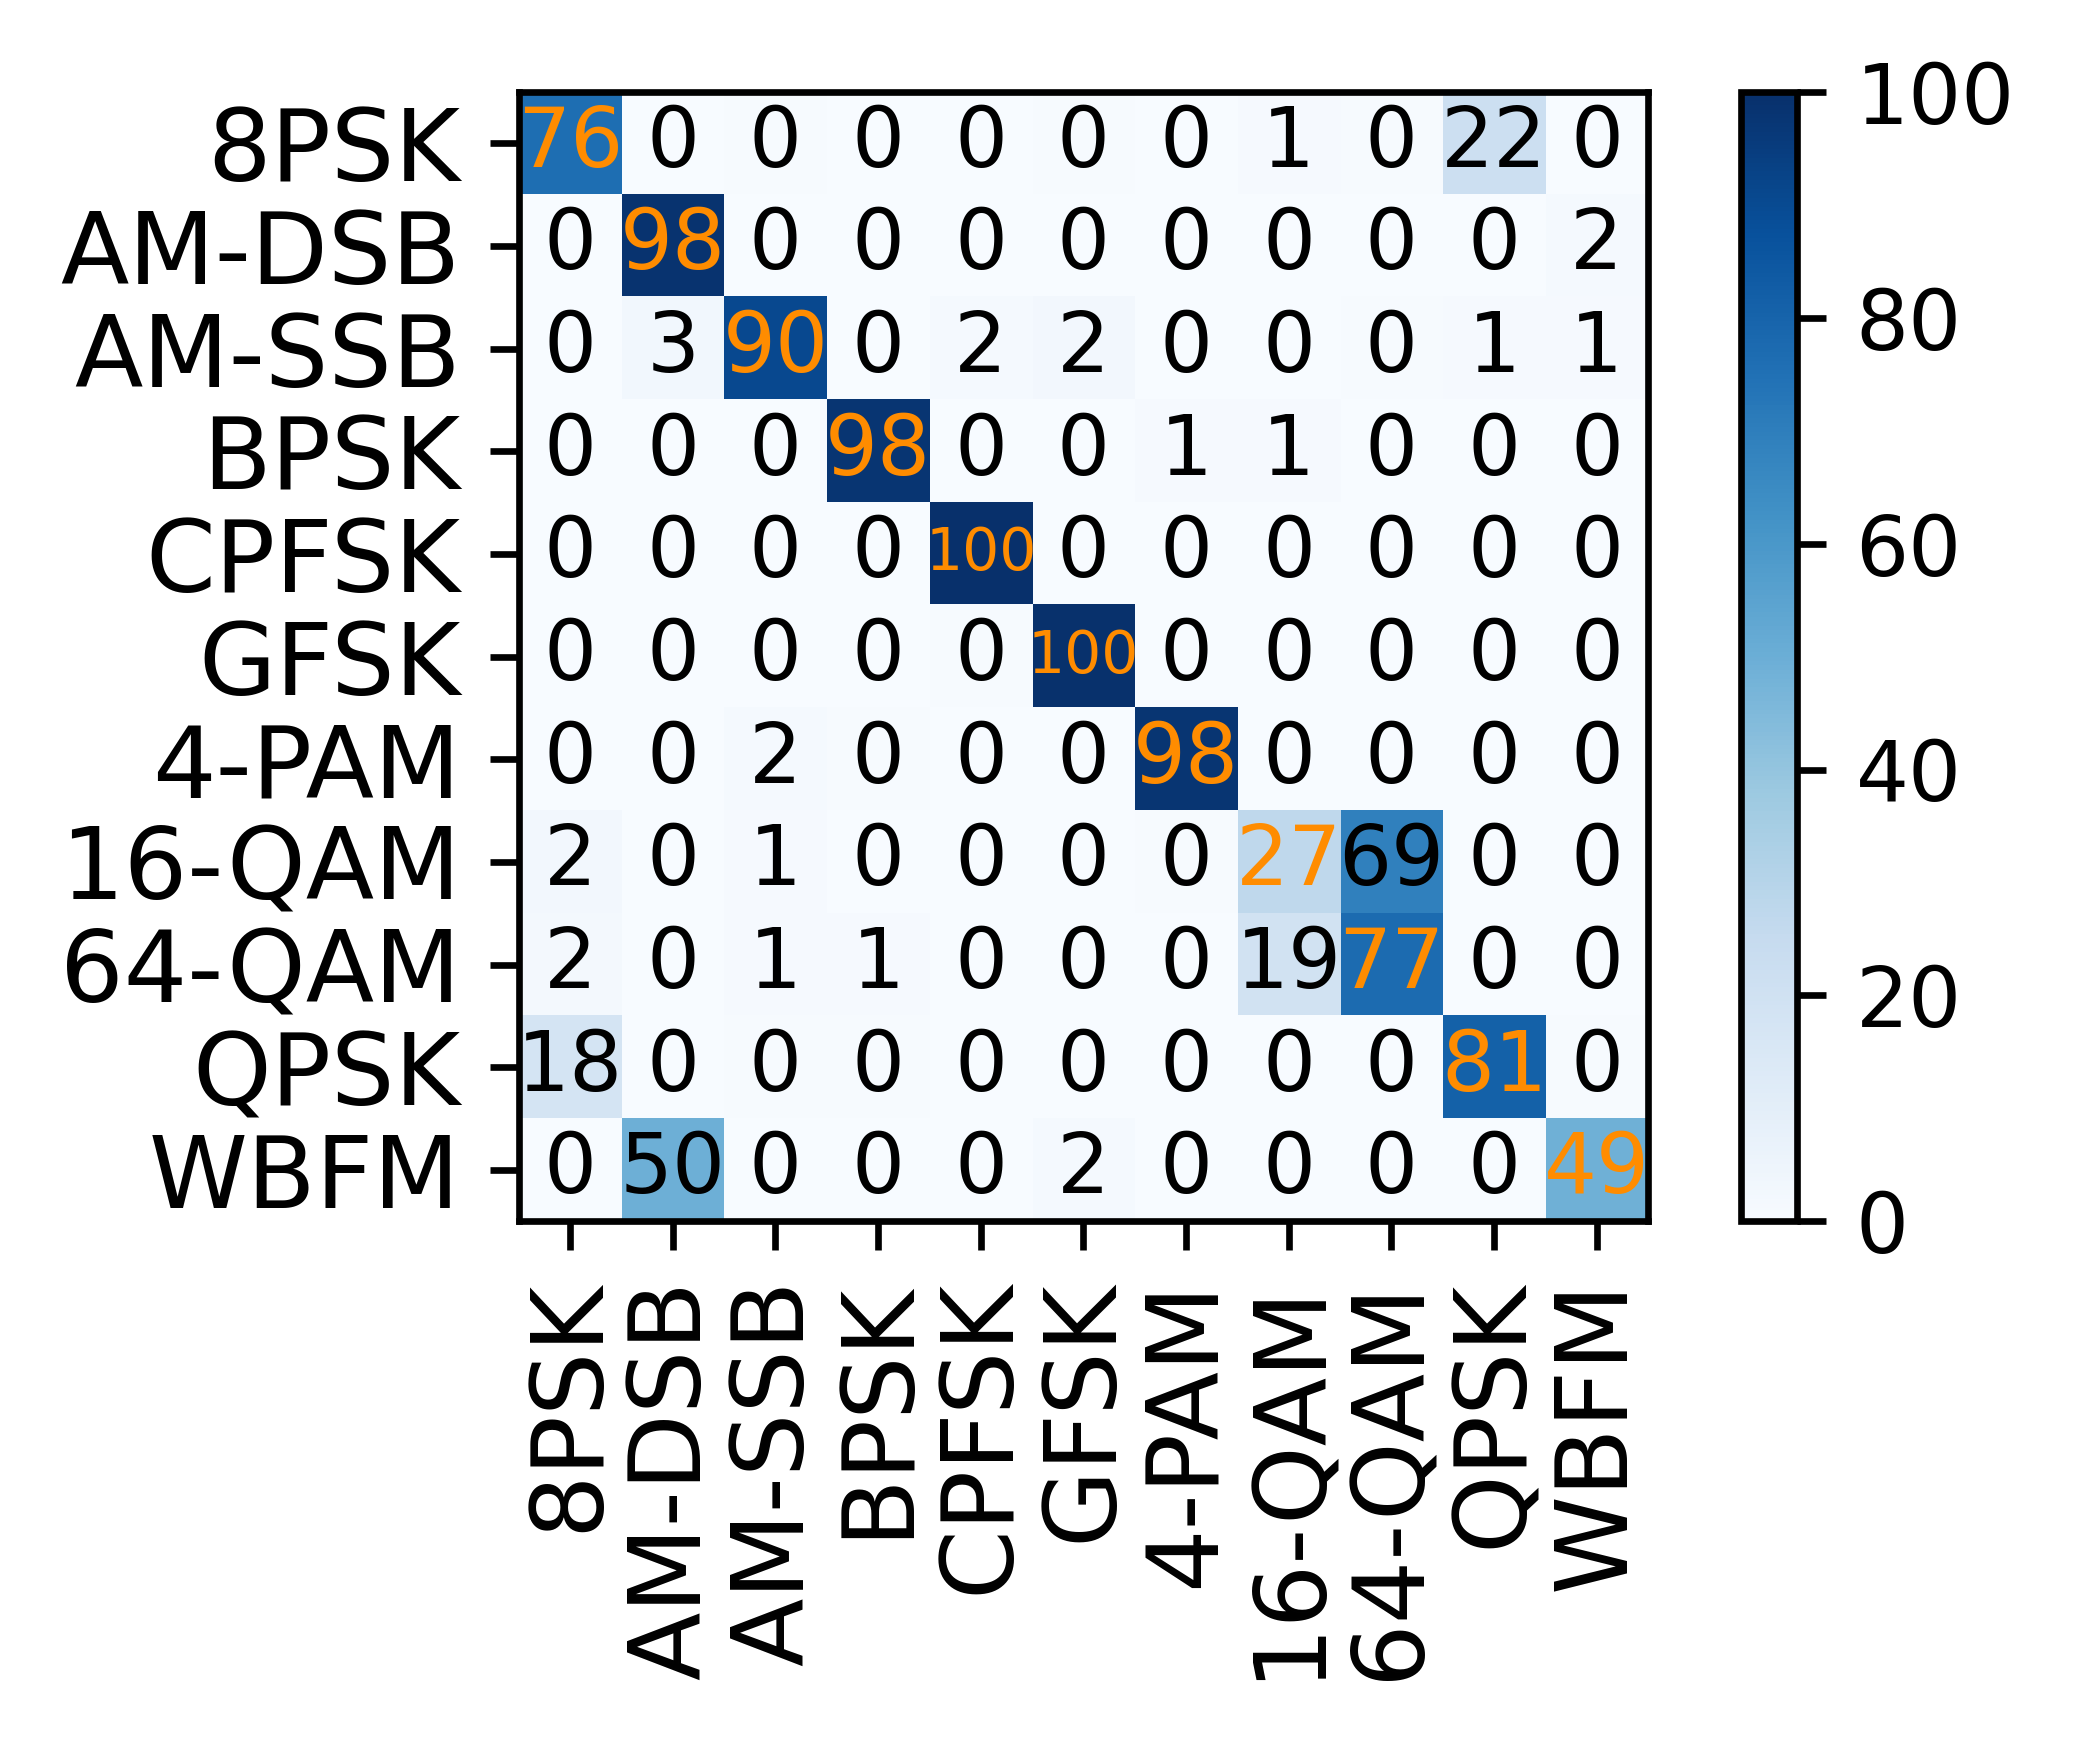 8PSK 76 0 0 0 0 0 0 1 0 22 0
AM-DSB 0 98 0 0 0 0 0 0 0 0 2
AM-SSB 0 3 90 0 2 2 0 0 0 1 1
BPSK 0 0 0 98 0 0 1 1 0 0 0
CPFSK 0 0 0 0 100 0 0 0 0 0 0
GFSK 0 0 0 0 0 100 0 0 0 0 0
4-PAM 0 0 2 0 0 0 98 0 0 0 0
16-QAM 2 0 1 0 0 0 0 27 69 0 0
64-QAM 2 0 1 1 0 0 0 19 77 0 0
QPSK 18 0 0 0 0 0 0 0 0 81 0
WBFM 0 50 0 0 0 2 0 0 0 0 49
8PSK
AM-DSB
AM-SSB
BPSK
CPFSK
GFSK
4-PAM
16-QAM
64-QAM
QPSK
WBFM
100
80
60
40
20
0